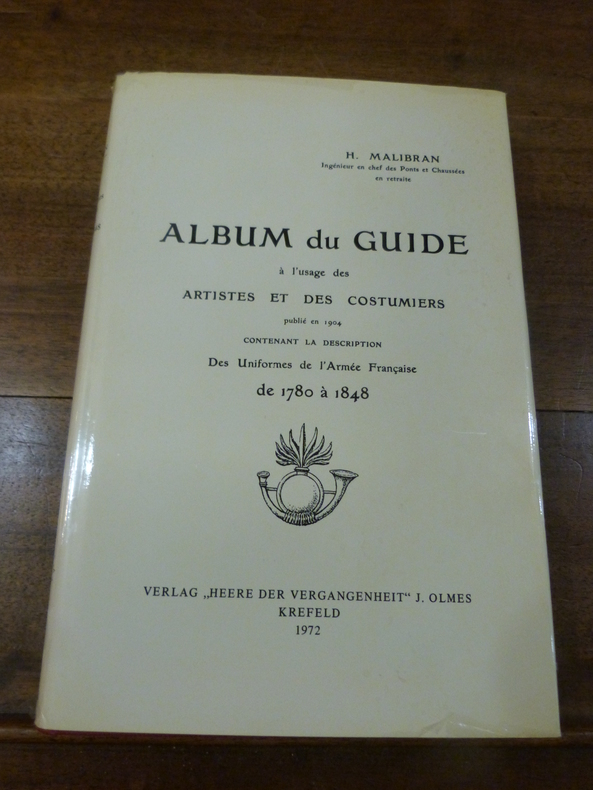 H. MALIBRAN
Ingénieur en chef des Ponts et Chaussées
en retraite
ALBUM du GUIDE
à l'usage des
ARTISTES ET DES COSTUMIERS
publié en 1904
CONTENANT LA DESCRIPTION
Des Uniformes de l'Armée Française
de 1780 à 1848
VERLAG „HEERE DER VERGANGENHEIT" J. OLMES
KREFELD
1972